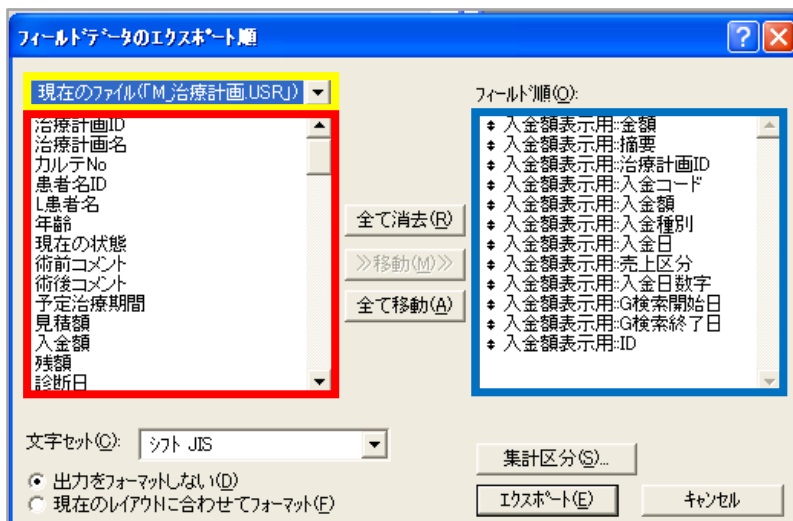 フィールドデータのエクスポート順
現在のファイル(「M_治療計画.USR」)
フィールド順(O):
治療計画ID
治療計画名
カルテNo
患者名ID
L患者名
年齢
現在の状態
術前コメント
術後コメント
予定治療期間
見積額
入金額
残額
診断日
全て消去(R)
≫移動(M)≫
全て移動(A)
入金額表示用::金額
入金額表示用::摘要
入金額表示用::治療計画ID
入金額表示用::入金コード
入金額表示用::入金額
入金額表示用::入金種別
入金額表示用::入金日
入金額表示用::売上区分
入金額表示用::入金日数字
入金額表示用::G検索開始日
入金額表示用::G検索終了日
入金額表示用::ID
文字セット(C): シフト JIS
集計区分(S)...
出力をフォーマットしない(D)
現在のレイアウトに合わせてフォーマット(F)
エクスポート(E)
キャンセル